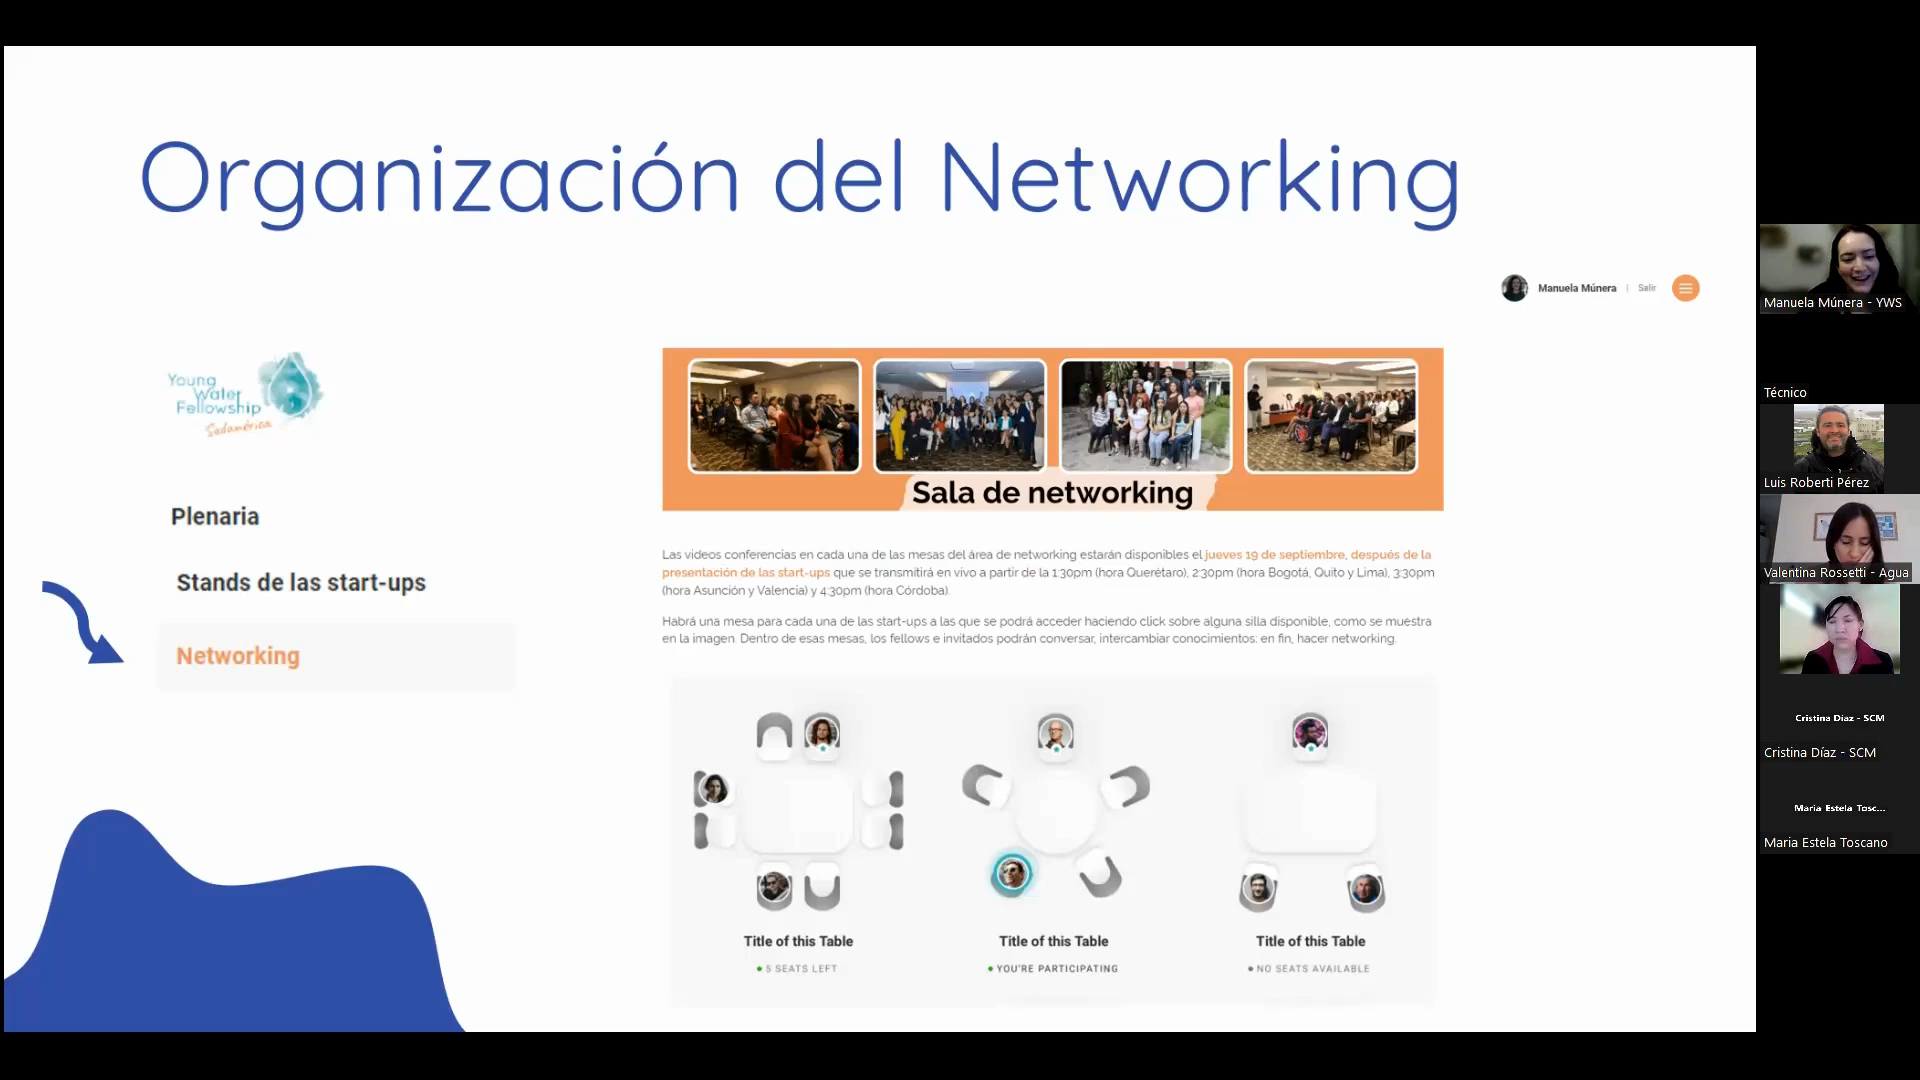 Organización del Networking
Manuela Múnera | Salir
Young
Water
Fellowship
Sudamérica
Plenaria
Stands de las start-ups
Networking
Sala de networking
Las videos conferencias en cada una de las mesas del área de networking estarán disponibles el jueves 19 de septiembre, después de la
presentación de las start-ups que se transmitirá en vivo a partir de la 1:30pm (hora Querétaro), 2:30pm (hora Bogotá, Quito y Lima), 3:30pm
(hora Asunción y Valencia) y 4:30pm (hora Córdoba).
Habrá una mesa para cada una de las start-ups a las que se podrá acceder haciendo click sobre alguna silla disponible, como se muestra
en la imagen. Dentro de esas mesas, los fellows e invitados podrán conversar, intercambiar conocimientos: en fin, hacer networking.
Title of this Table
5 SEATS LEFT
Title of this Table
YOU'RE PARTICIPATING
Title of this Table
NO SEATS AVAILABLE
Manuela Múnera - YWS
Técnico
Luis Roberti Pérez
Valentina Rossetti - Agua
Cristina Díaz - SCM
Cristina Díaz - SCM
Maria Estela Tosc...
Maria Estela Toscano